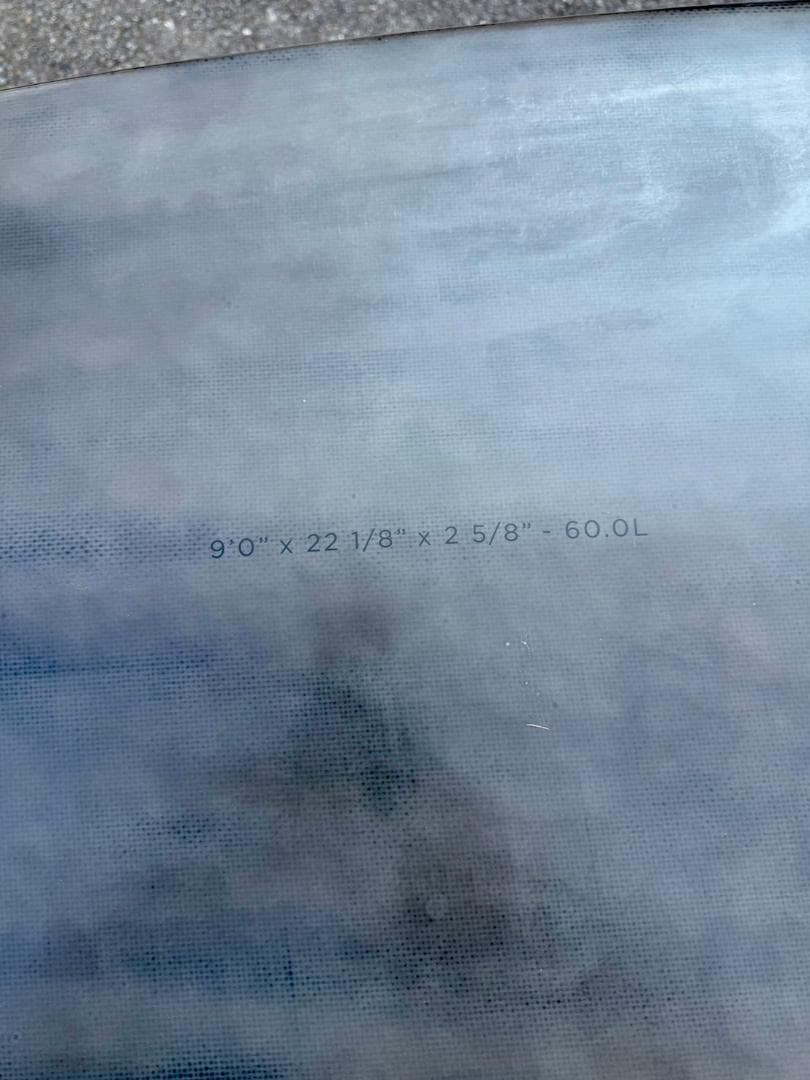 9’0” x 22 1/8” x 2 5/8” - 60.0L